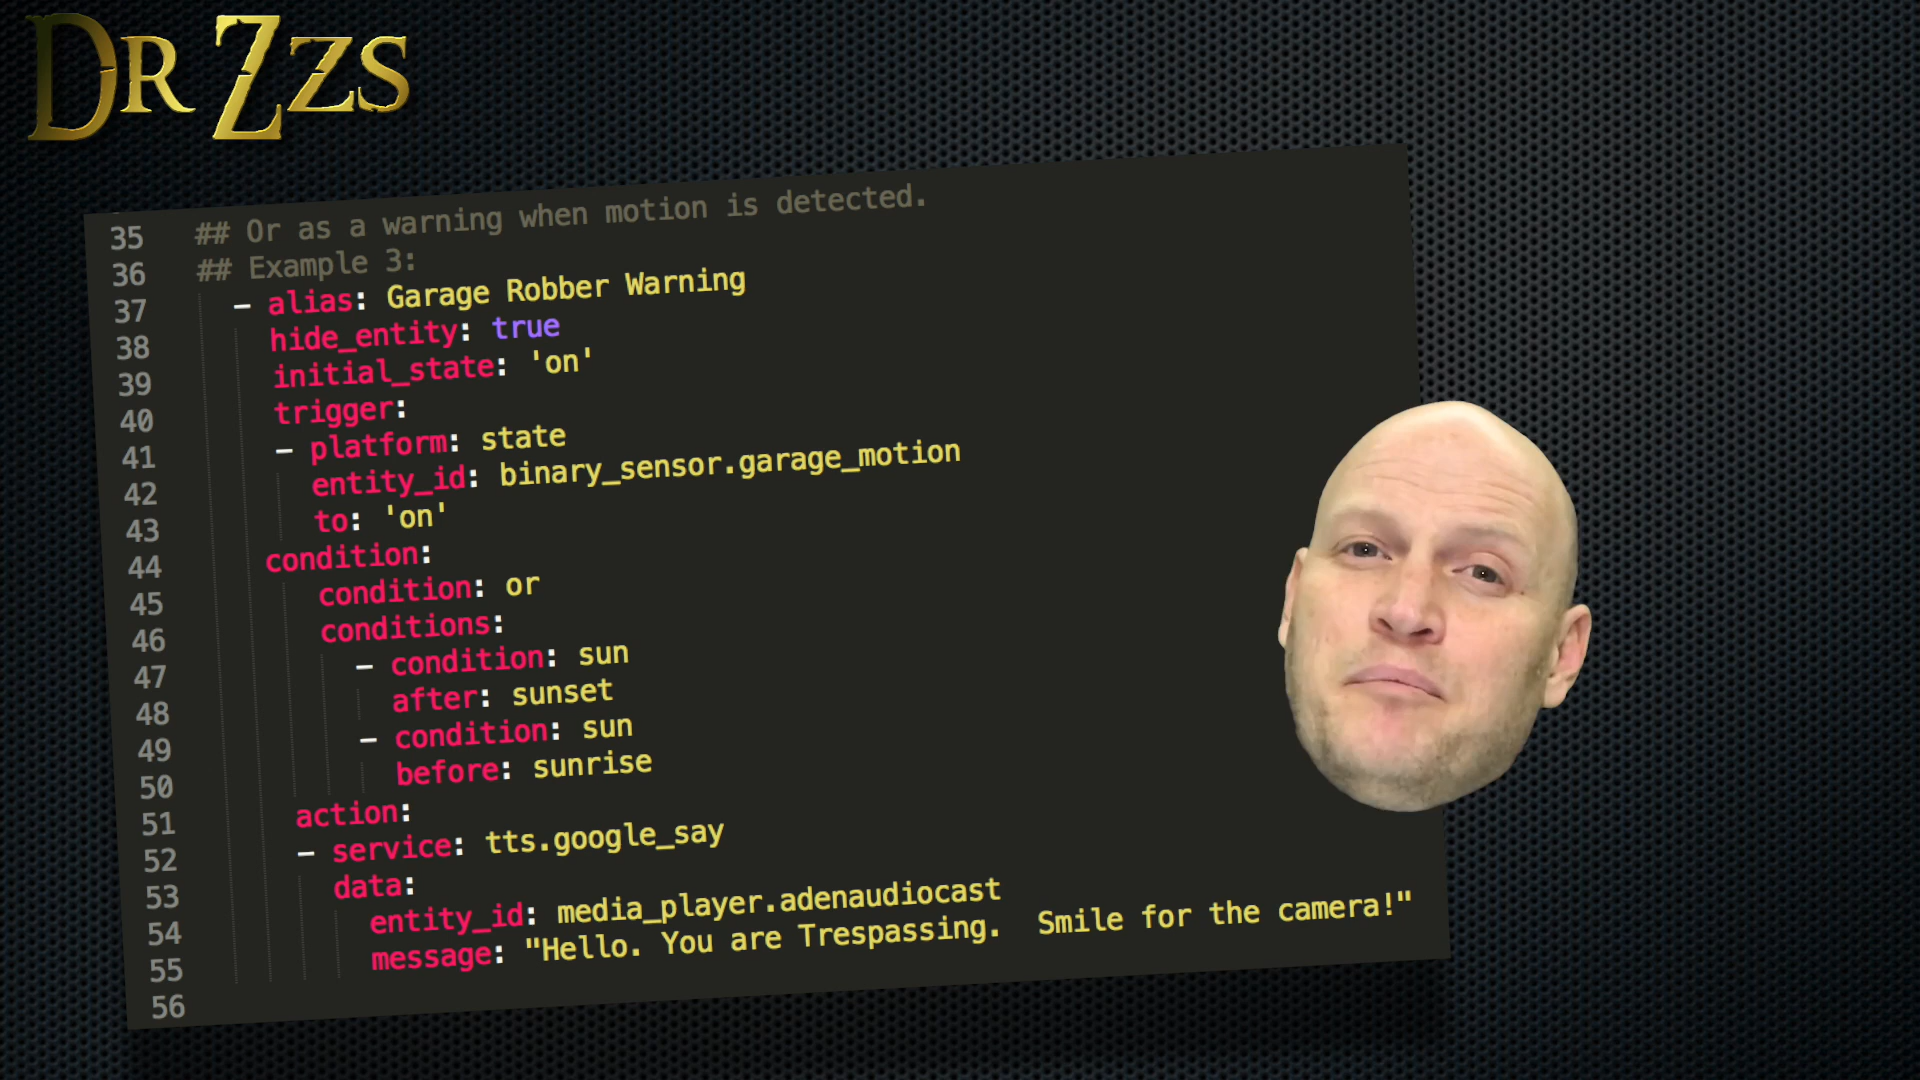 Dr Zzs
35 ## Or as a warning when motion is detected.
36 ## Example 3:
37 - alias: Garage Robber Warning
38 hide_entity: true
39 initial_state: 'on'
40 trigger:
41 - platform: state
42 entity_id: binary_sensor.garage_motion
43 to: 'on'
44 condition:
45 condition: or
46 conditions:
47 - condition: sun
48 after: sunset
49 - condition: sun
50 before: sunrise
51 action:
52 - service: tts.google_say
53 data:
54 entity_id: media_player.adenaudiocast
55 message: "Hello. You are Trespassing.  Smile for the camera!"
56